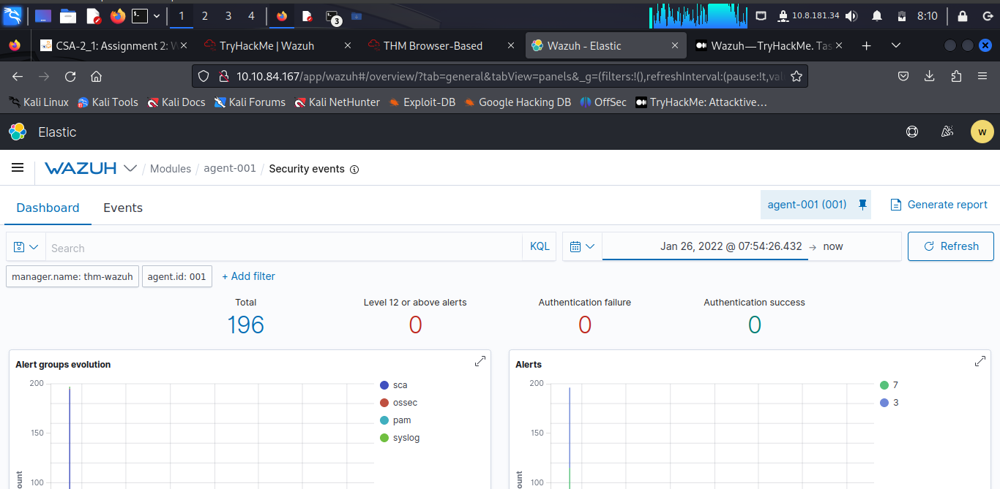 1 2 3 4 3 10.8.181.34 8:10
CSA-2_1: Assignment 2: W TryHackMe | Wazuh THM Browser-Based Wazuh - Elastic Wazuh — TryHackMe. Tas
10.10.84.167/app/wazuh#/overview/?tab=general&tabView=panels&_g=(filters:!(),refreshInterval:(pause:!t,val
Kali Linux Kali Tools Kali Docs Kali Forums Kali NetHunter Exploit-DB Google Hacking DB OffSec TryHackMe: Attacktive…
Elastic W
WAZUH / Modules / agent-001 / Security events
Dashboard Events agent-001 (001) Generate report
Search KQL Jan 26, 2022 @ 07:54:26.432 → now Refresh
manager.name: thm-wazuh agent.id: 001 + Add filter
Total Level 12 or above alerts Authentication failure Authentication success
196 0 0 0
Alert groups evolution Alerts
200 sca 200 7
ossec 3
pam
150 syslog 150
100 100